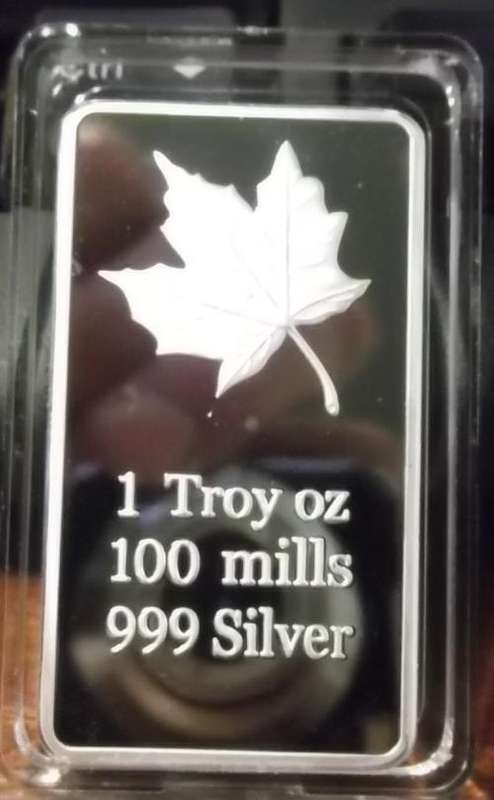 1 Troy oz
100 mills
999 Silver